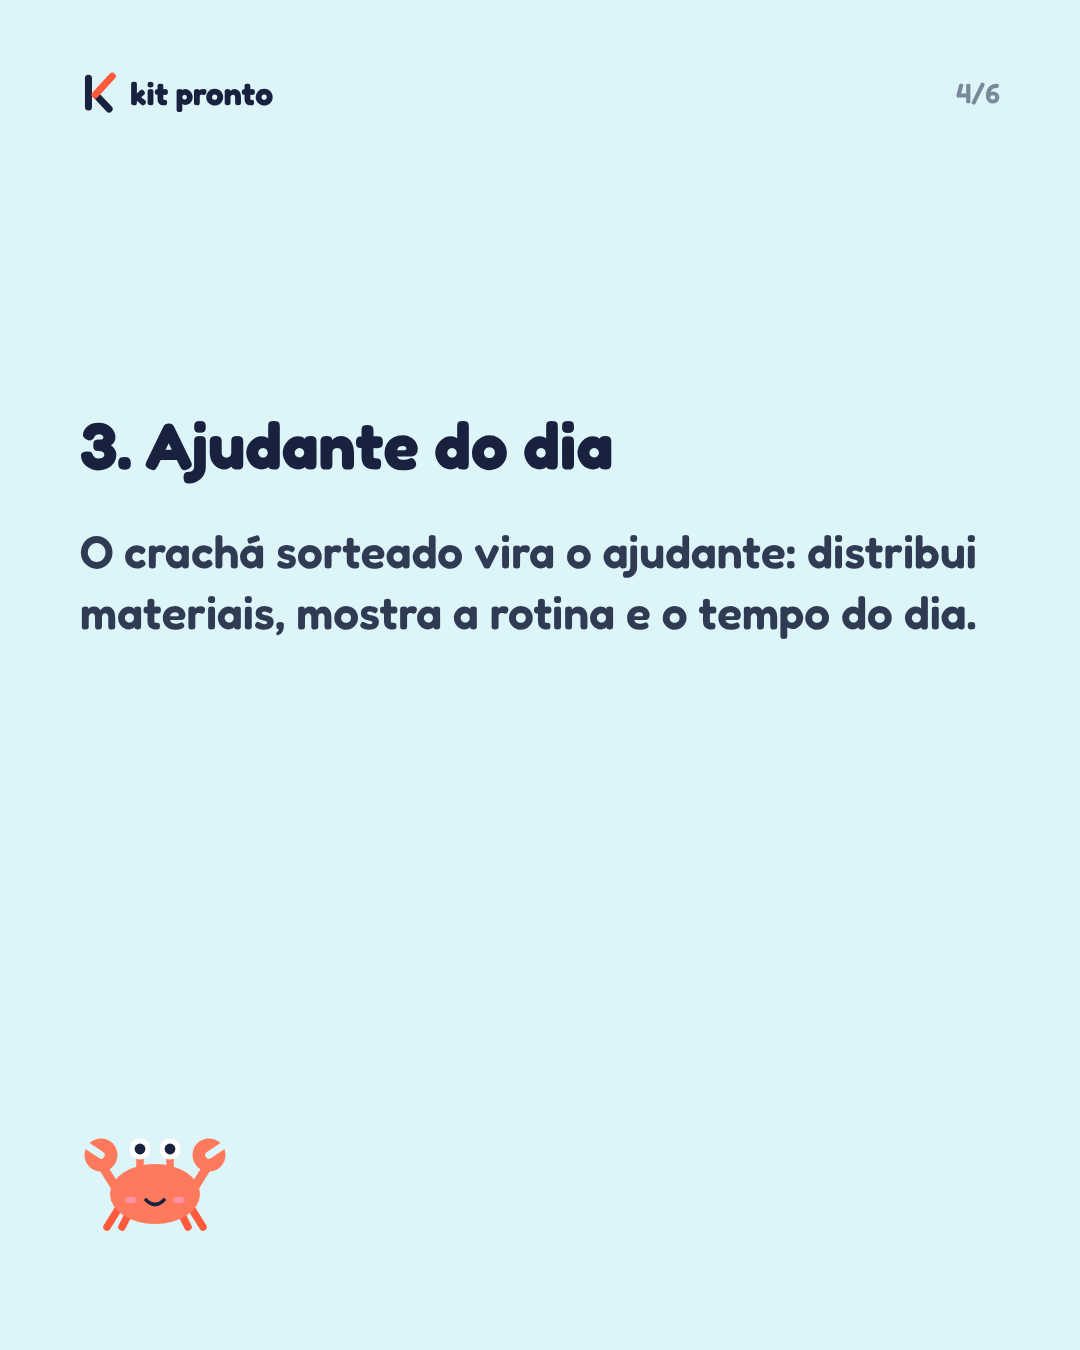 kit pronto
4/6
3. Ajudante do dia
O crachá sorteado vira o ajudante: distribui
materiais, mostra a rotina e o tempo do dia.